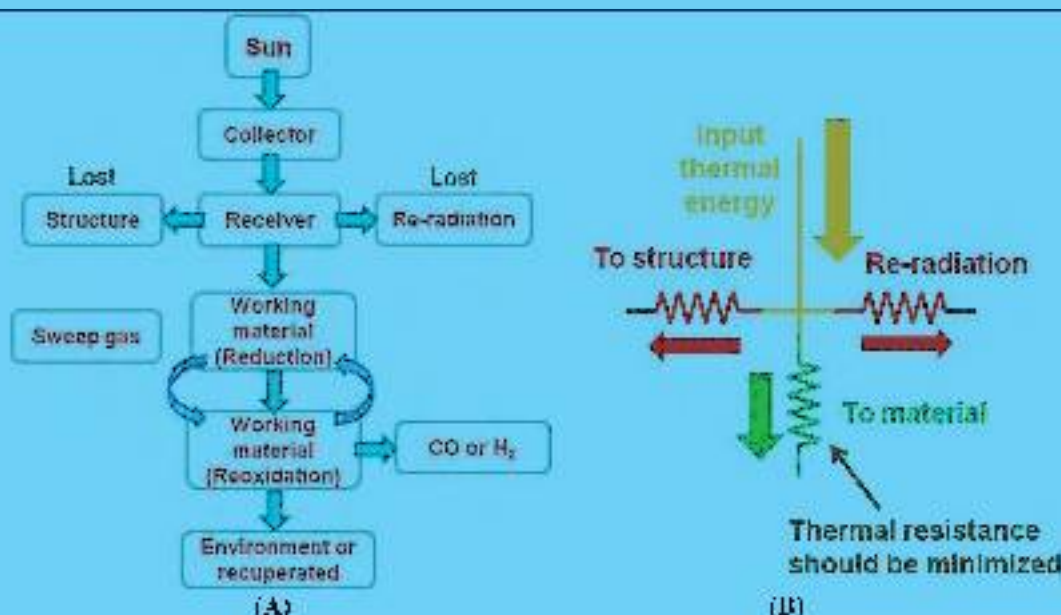 Sun
Collector
Lost
Lost
Structure
Receiver
Re-radiation
Working
material
(Reduction)
Sweep gas
Working
material
(Reoxidation)
CO or H₂
Environment or
recuperated
(A)
Input
thermal
energy
To structure
Re-radiation
To material
Thermal resistance
should be minimized
(B)